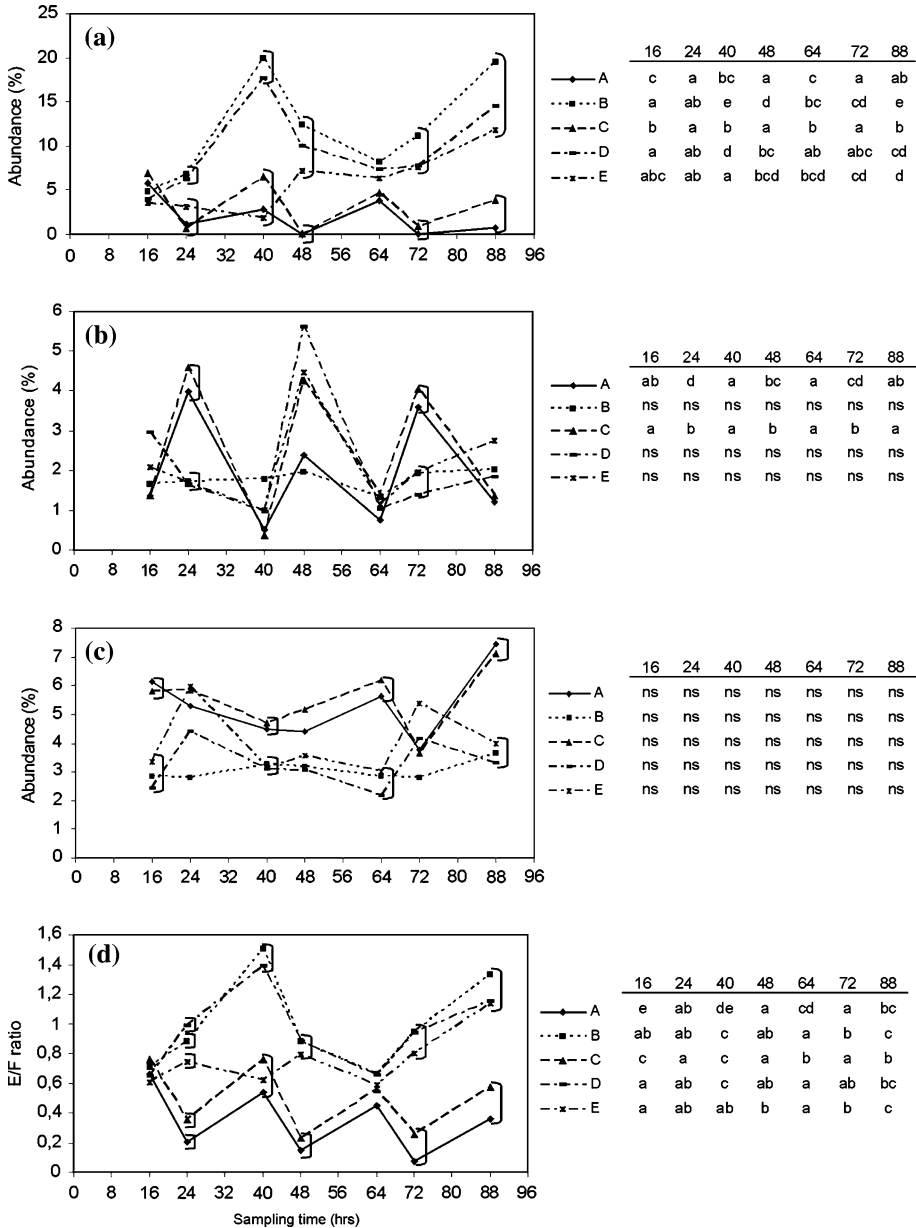 (a)
Abundance (%)
25
20
15
10
5
0
0 8 16 24 32 40 48 56 64 72 80 88 96
16 24 40 48 64 72 88
A c a bc a c a ab
B a ab e d bc cd e
C b a b a b a b
D a ab d bc ab abc cd
E abc ab a bcd bcd cd d
(b)
Abundance (%)
6
5
4
3
2
1
0
0 8 16 24 32 40 48 56 64 72 80 88 96
16 24 40 48 64 72 88
A ab d a bc a cd ab
B ns ns ns ns ns ns ns
C a b a b a b a
D ns ns ns ns ns ns ns
E ns ns ns ns ns ns ns
(c)
Abundance (%)
8
7
6
5
4
3
2
1
0
0 8 16 24 32 40 48 56 64 72 80 88 96
16 24 40 48 64 72 88
A ns ns ns ns ns ns ns
B ns ns ns ns ns ns ns
C ns ns ns ns ns ns ns
D ns ns ns ns ns ns ns
E ns ns ns ns ns ns ns
(d)
E/F ratio
1,6
1,4
1,2
1
0,8
0,6
0,4
0,2
0
0 8 16 24 32 40 48 56 64 72 80 88 96
Sampling time (hrs)
16 24 40 48 64 72 88
A e ab de a cd a bc
B ab ab c ab a b c
C c a c a b a b
D a ab c ab a ab bc
E a ab ab b a b c